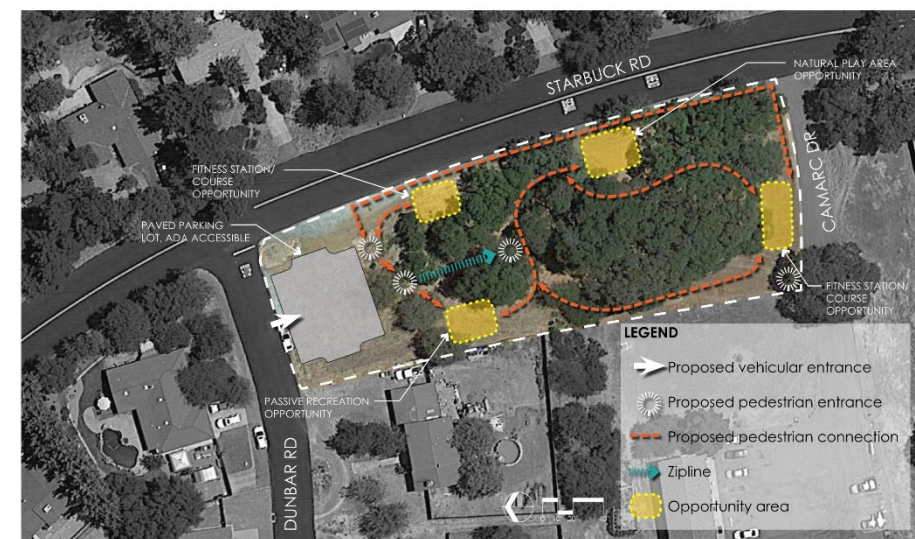 STARBUCK RD
NATURAL PLAY AREA
OPPORTUNITY
FITNESS STATION/
COURSE
OPPORTUNITY
CAMARC DR
PAVED PARKING
LOT, ADA ACCESSIBLE
FITNESS STATION/
COURSE
OPPORTUNITY
PASSIVE RECREATION
OPPORTUNITY
DUNBAR RD
LEGEND
Proposed vehicular entrance
Proposed pedestrian entrance
Proposed pedestrian connection
Zipline
Opportunity area